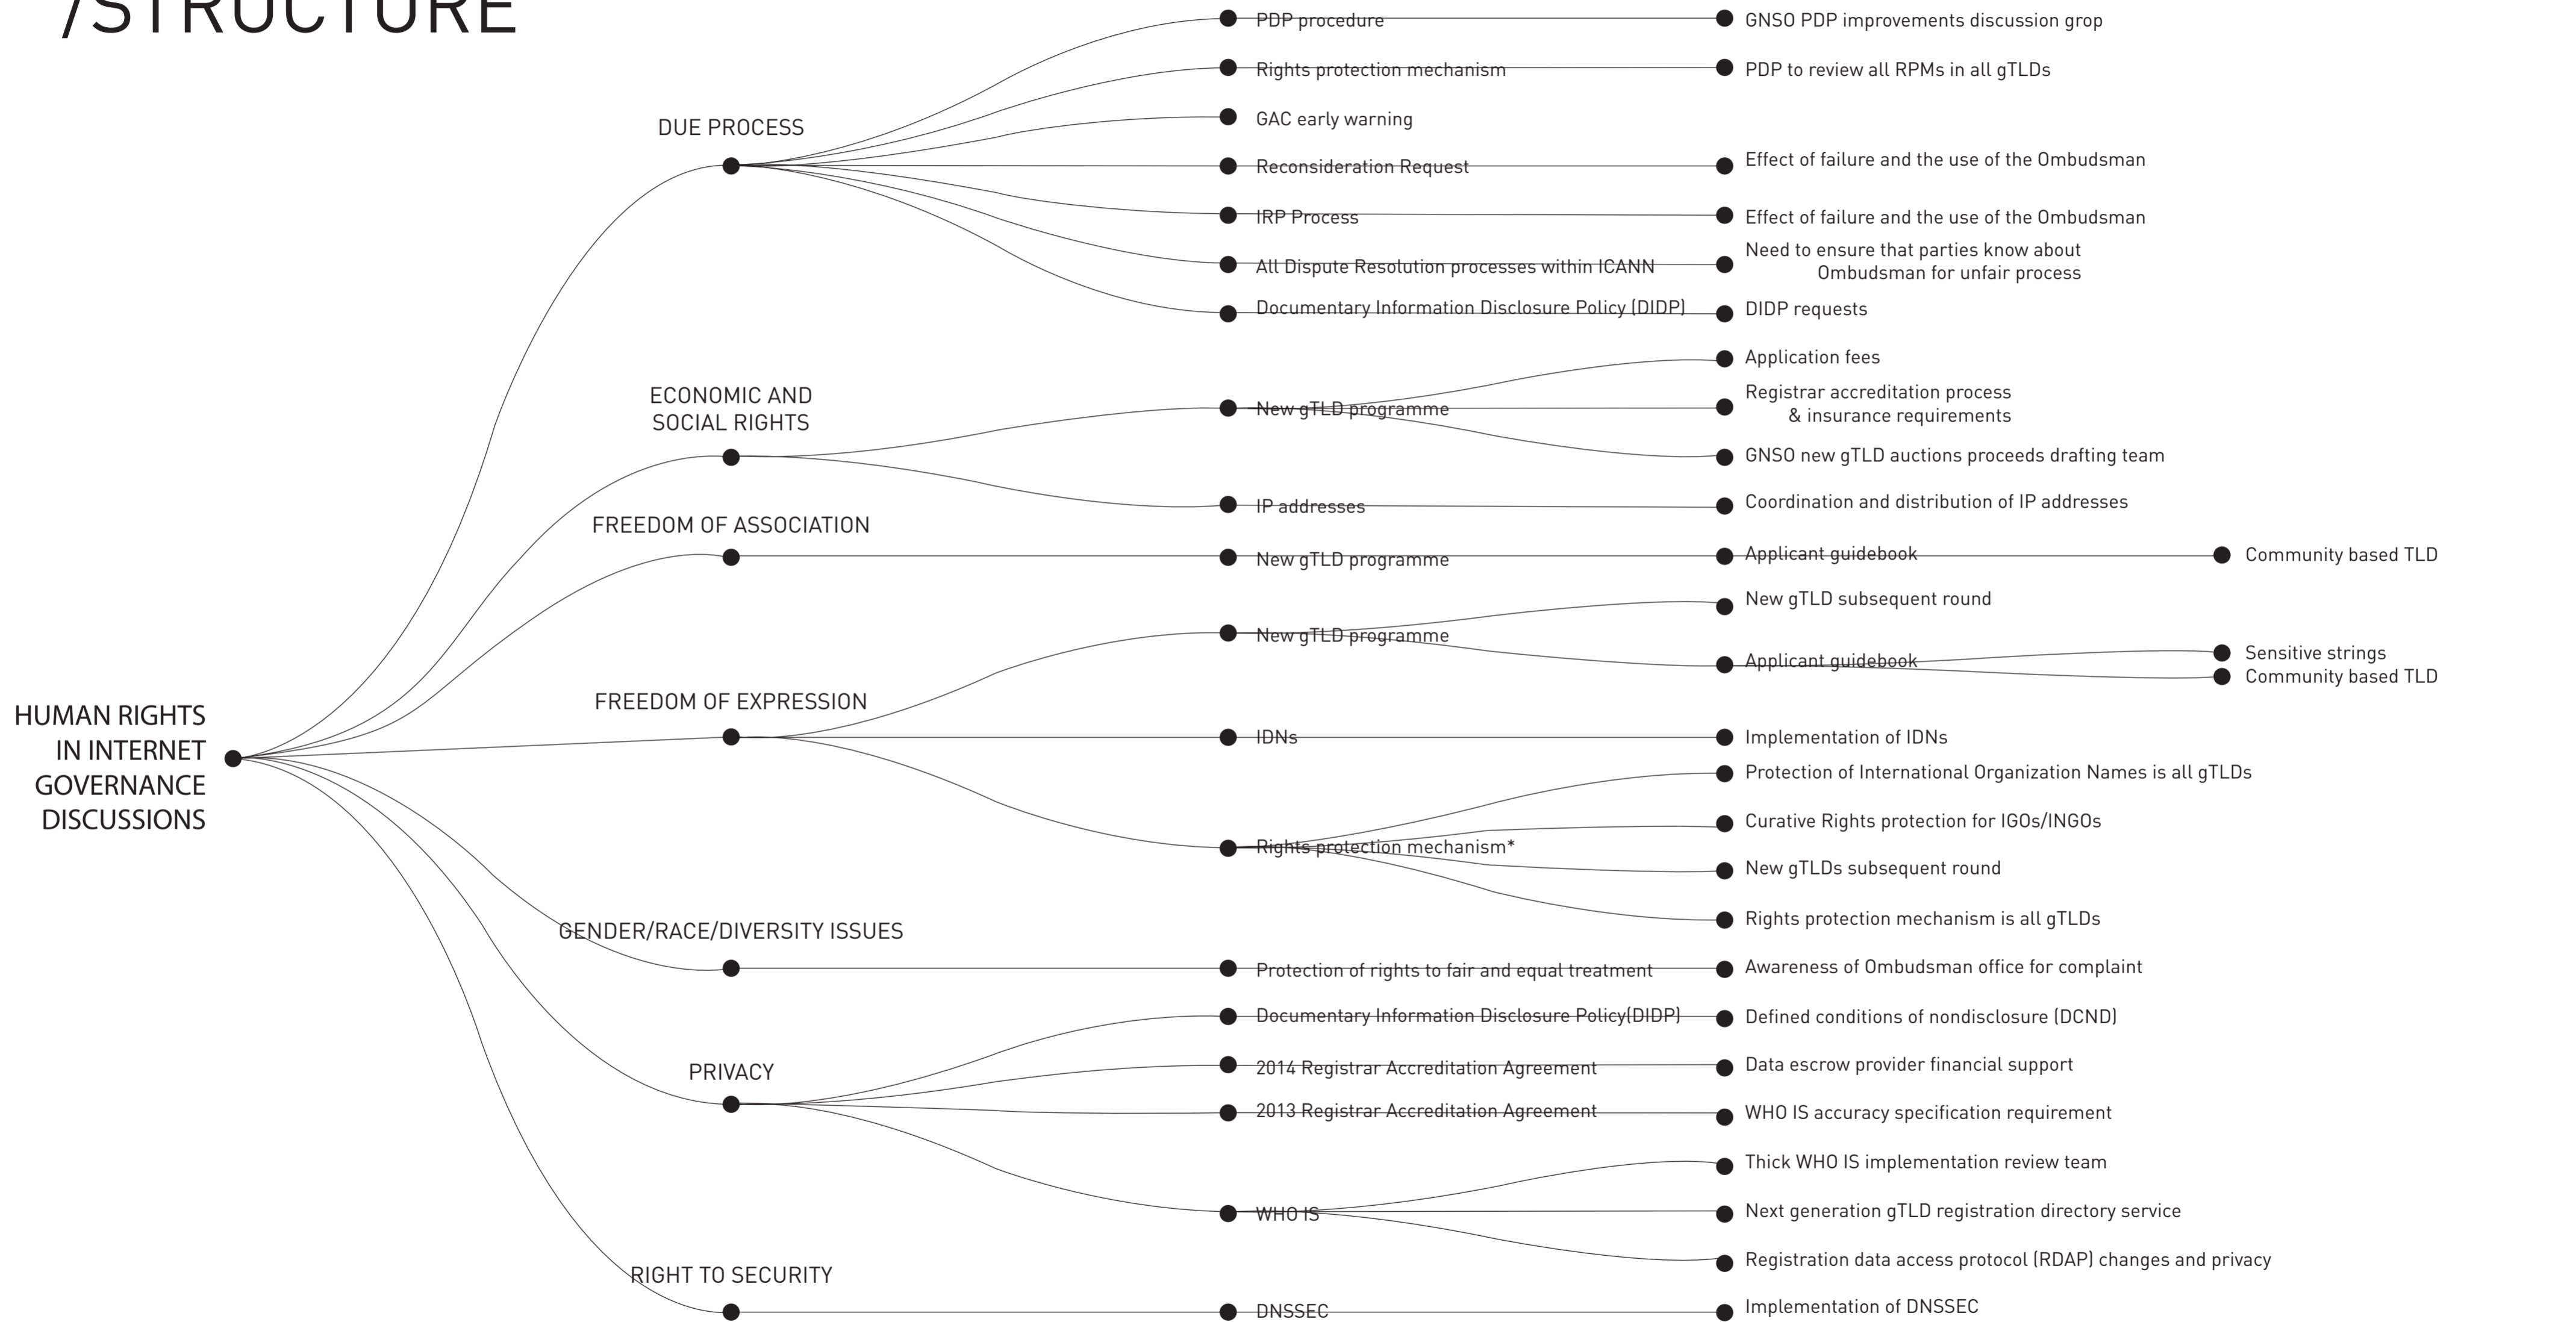 /STRUCTURE
HUMAN RIGHTS
IN INTERNET
GOVERNANCE
DISCUSSIONS
DUE PROCESS
PDP procedure
GNSO PDP improvements discussion grop
Rights protection mechanism
PDP to review all RPMs in all gTLDs
GAC early warning
Reconsideration Request
Effect of failure and the use of the Ombudsman
IRP Process
Effect of failure and the use of the Ombudsman
All Dispute Resolution processes within ICANN
Need to ensure that parties know about
Ombudsman for unfair process
Documentary Information Disclosure Policy (DIDP)
DIDP requests
ECONOMIC AND
SOCIAL RIGHTS
New gTLD programme
Application fees
Registrar accreditation process
& insurance requirements
GNSO new gTLD auctions proceeds drafting team
IP addresses
Coordination and distribution of IP addresses
FREEDOM OF ASSOCIATION
New gTLD programme
Applicant guidebook
Community based TLD
FREEDOM OF EXPRESSION
New gTLD programme
New gTLD subsequent round
Applicant guidebook
Sensitive strings
Community based TLD
IDNs
Implementation of IDNs
Rights protection mechanism*
Protection of International Organization Names is all gTLDs
Curative Rights protection for IGOs/INGOs
New gTLDs subsequent round
Rights protection mechanism is all gTLDs
GENDER/RACE/DIVERSITY ISSUES
Protection of rights to fair and equal treatment
Awareness of Ombudsman office for complaint
PRIVACY
Documentary Information Disclosure Policy(DIDP)
Defined conditions of nondisclosure (DCND)
2014 Registrar Accreditation Agreement
Data escrow provider financial support
2013 Registrar Accreditation Agreement
WHO IS accuracy specification requirement
WHO IS
Thick WHO IS implementation review team
Next generation gTLD registration directory service
Registration data access protocol (RDAP) changes and privacy
RIGHT TO SECURITY
DNSSEC
Implementation of DNSSEC